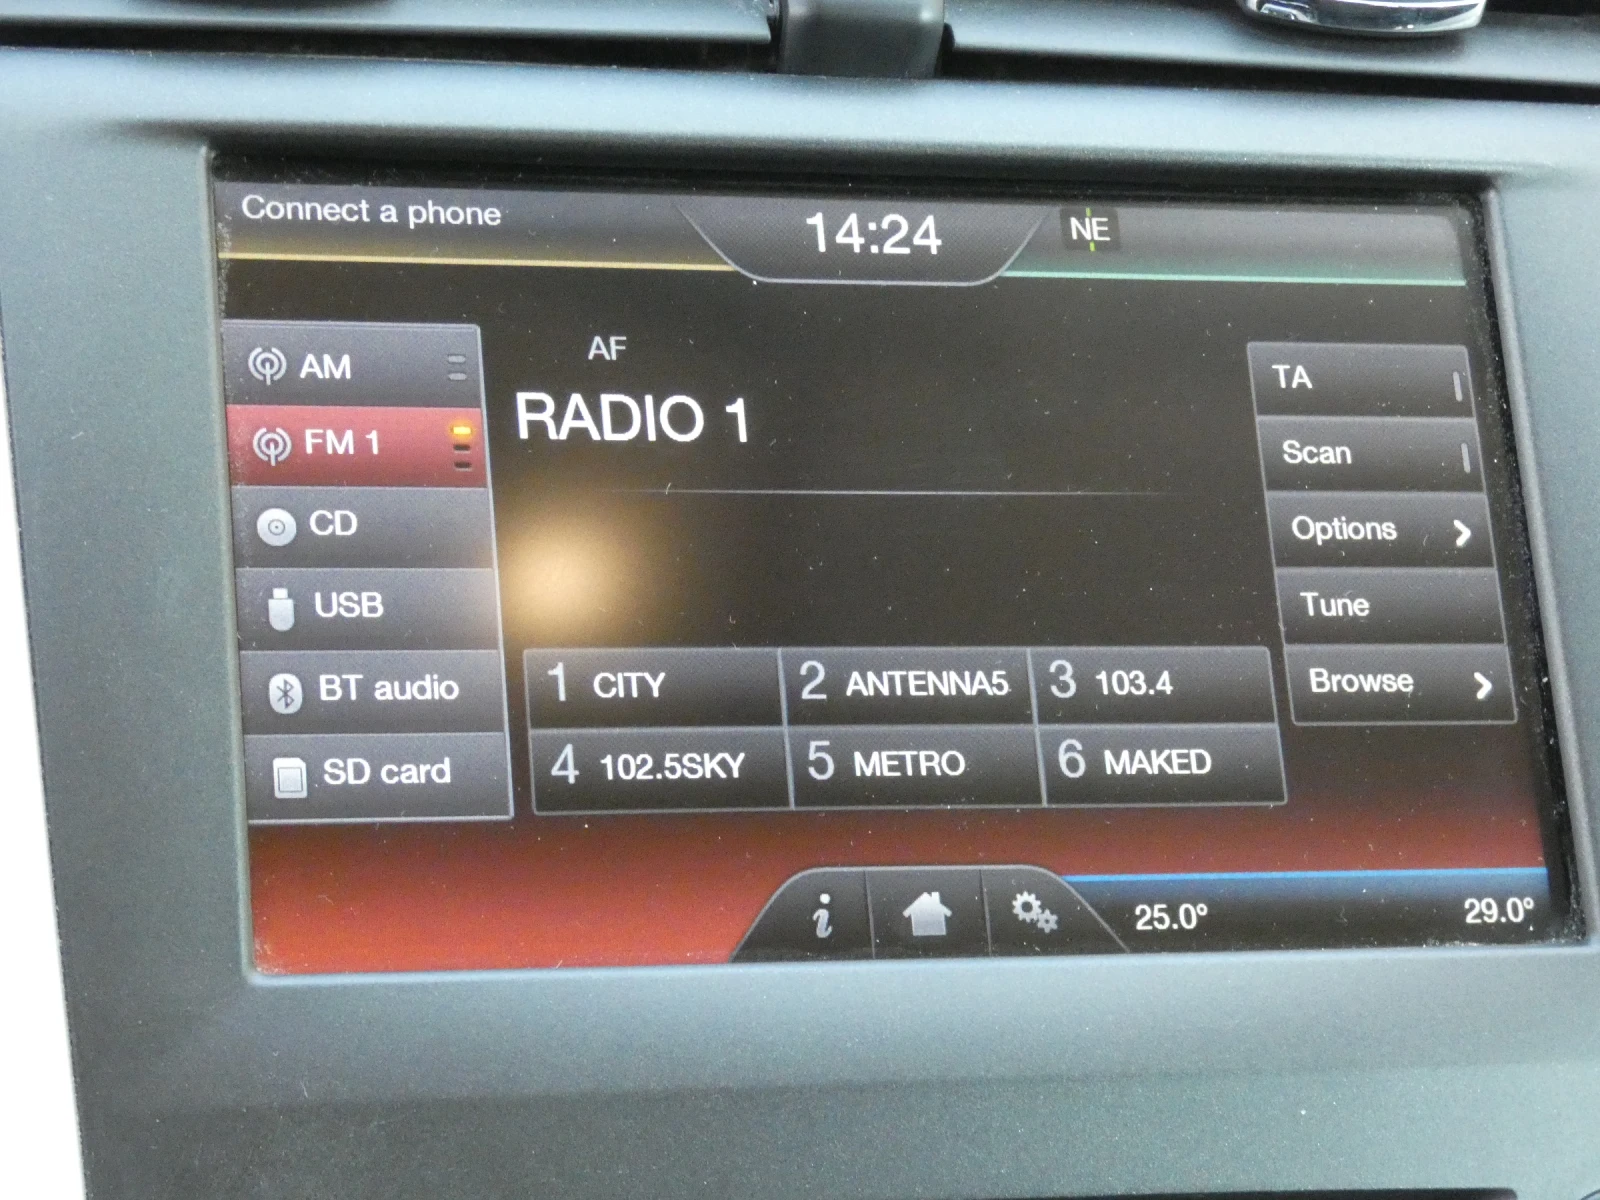 Connect a phone
14:24
NE
AM
FM 1
CD
USB
BT audio
SD card
AF
RADIO 1
1 CITY
2 ANTENNA5
3 103.4
4 102.5SKY
5 METRO
6 MAKED
TA
Scan
Options
Tune
Browse
i
25.0°
29.0°